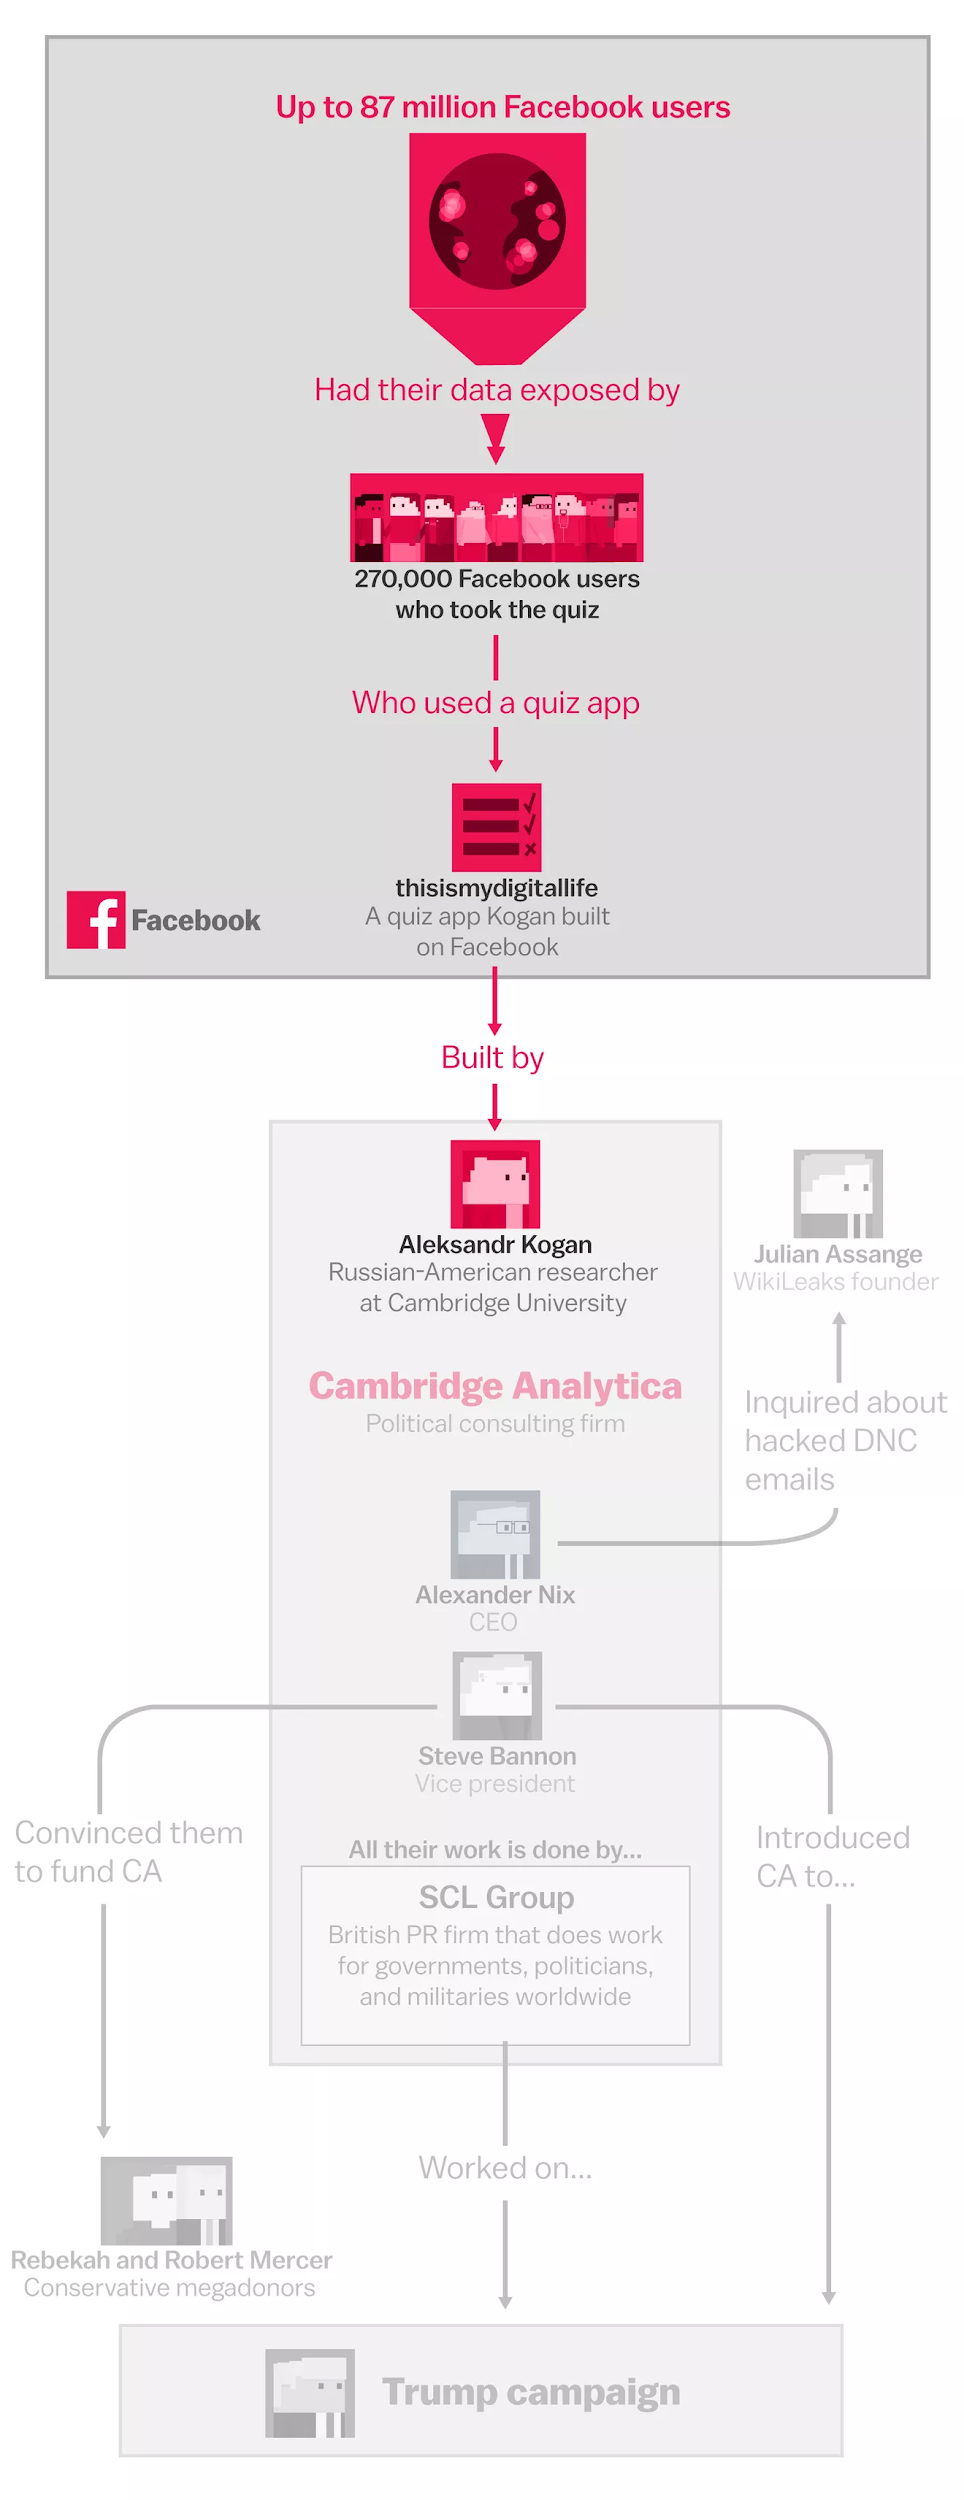 Up to 87 million Facebook users
Had their data exposed by
270,000 Facebook users
who took the quiz
Who used a quiz app
thisismydigitallife
A quiz app Kogan built
on Facebook
Facebook
Built by
Aleksandr Kogan
Russian-American researcher
at Cambridge University
Julian Assange
WikiLeaks founder
Cambridge Analytica
Political consulting firm
Inquired about
hacked DNC
emails
Alexander Nix
CEO
Steve Bannon
Vice president
Convinced them
to fund CA
Introduced
CA to...
All their work is done by...
SCL Group
British PR firm that does work
for governments, politicians,
and militaries worldwide
Worked on...
Rebekah and Robert Mercer
Conservative megadonors
Trump campaign